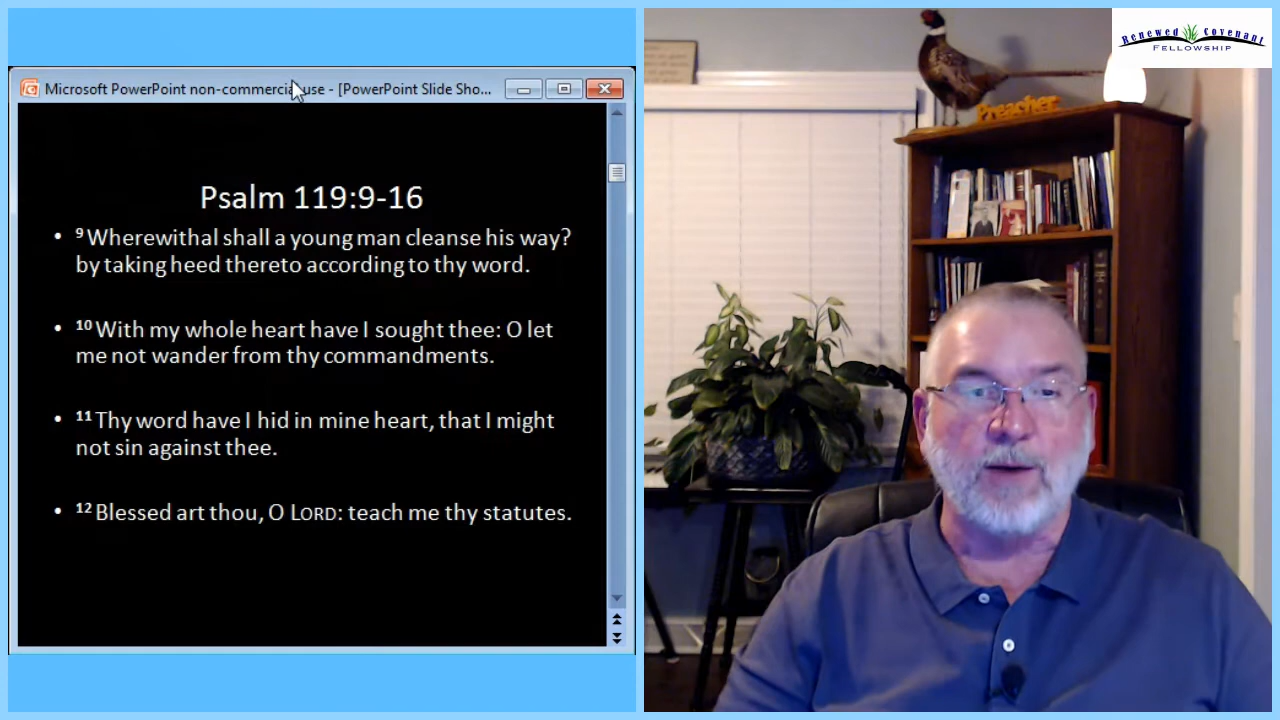 Microsoft PowerPoint non-commercial use - [PowerPoint Slide Sho...
Psalm 119:9-16
• 9 Wherewithal shall a young man cleanse his way?
by taking heed thereto according to thy word.
• 10 With my whole heart have I sought thee: O let
me not wander from thy commandments.
• 11 Thy word have I hid in mine heart, that I might
not sin against thee.
• 12 Blessed art thou, O LORD: teach me thy statutes.
Renewed Covenant
FELLOWSHIP
Preacher